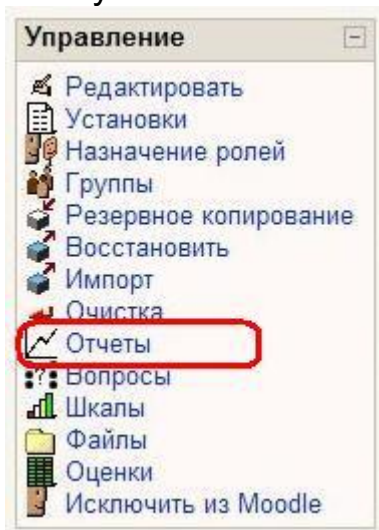 Управление
Редактировать
Установки
Назначение ролей
Группы
Резервное копирование
Восстановить
Импорт
Очистка
Отчеты
Вопросы
Шкалы
Файлы
Оценки
Исключить из Moodle